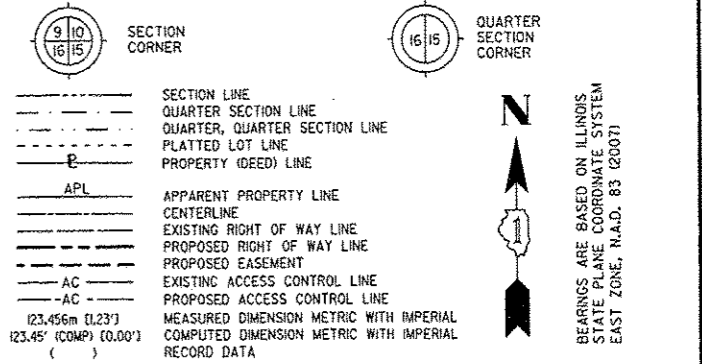 9 10
16 15
SECTION
CORNER
16 15
QUARTER
SECTION
CORNER
SECTION LINE
QUARTER SECTION LINE
QUARTER, QUARTER SECTION LINE
PLATTED LOT LINE
P PROPERTY (DEED) LINE
APL APPARENT PROPERTY LINE
CENTERLINE
EXISTING RIGHT OF WAY LINE
PROPOSED RIGHT OF WAY LINE
PROPOSED EASEMENT
AC EXISTING ACCESS CONTROL LINE
AC PROPOSED ACCESS CONTROL LINE
123.456m [1.23'] MEASURED DIMENSION METRIC WITH IMPERIAL
123.45' (COMP) [0.00'] COMPUTED DIMENSION METRIC WITH IMPERIAL
( ) RECORD DATA
N
1
BEARINGS ARE BASED ON ILLINOIS
STATE PLANE COORDINATE SYSTEM
EAST ZONE, N.A.D. 83 (2007)